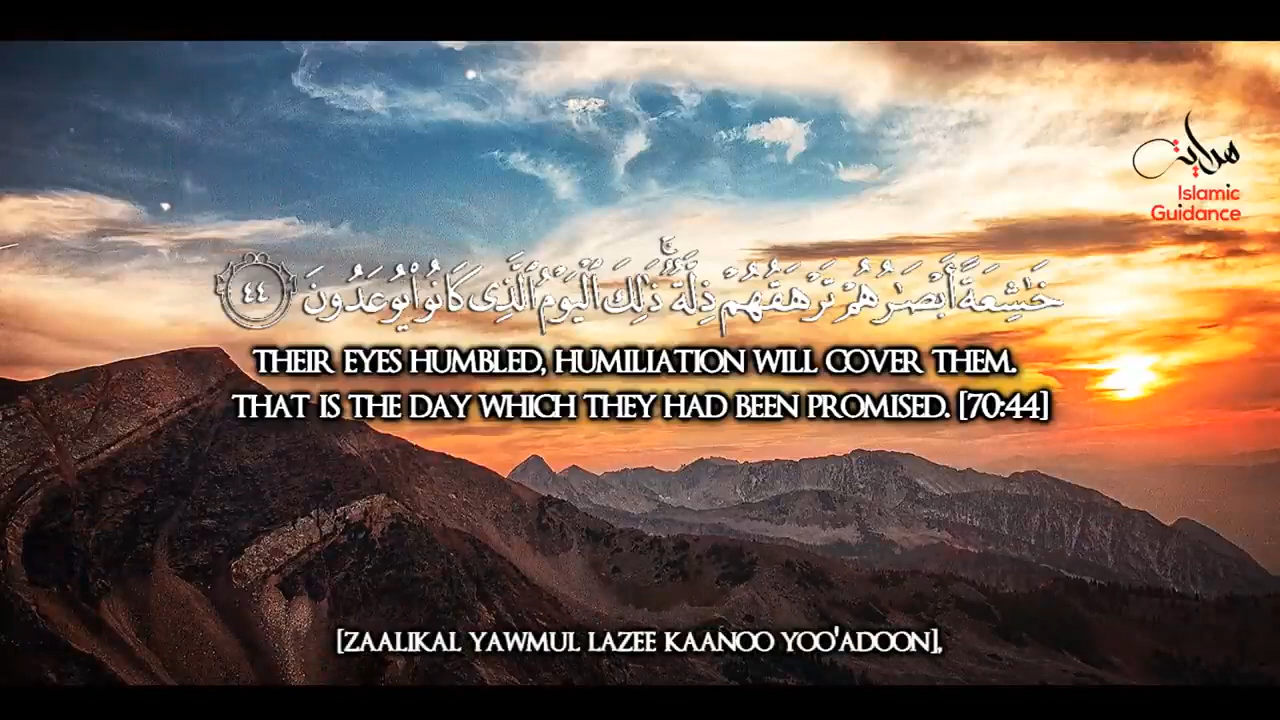 هداية
Islamic
Guidance
خَـٰشِعَةً أَبْصَـٰرُهُمْ تَرْهَقُهُمْ ذِلَّةٌ ۚ ذَٰلِكَ ٱلْيَوْمُ ٱلَّذِى كَانُوا۟ يُوعَدُونَ ٤٤
THEIR EYES HUMBLED, HUMILIATION WILL COVER THEM.
THAT IS THE DAY WHICH THEY HAD BEEN PROMISED. [70:44]
[ZAALIKAL YAWMUL LAZEE KAANOO YOO'ADOON],